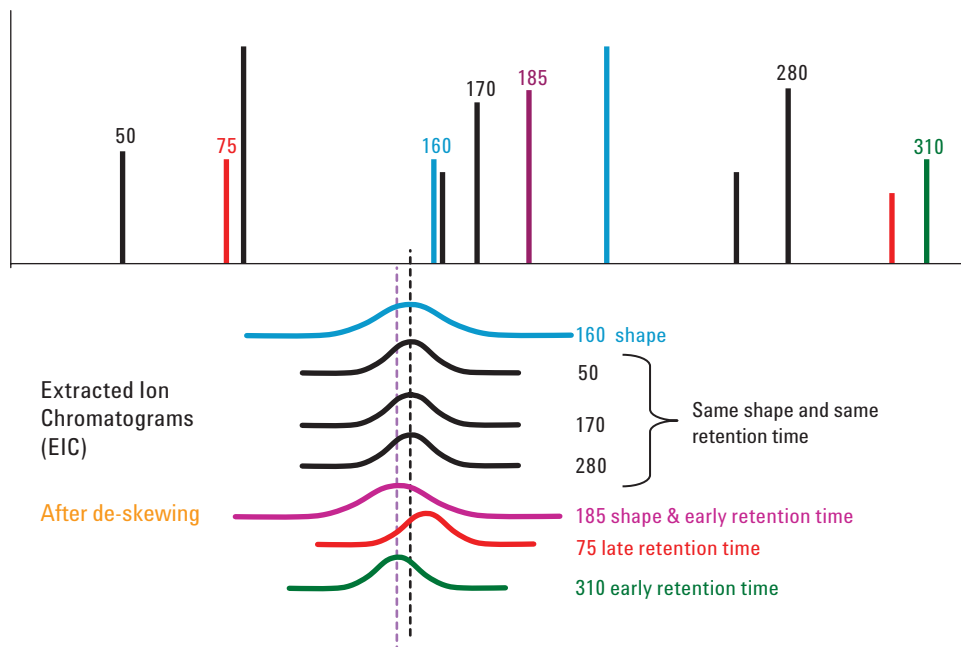 50
75
160
170
185
280
310
160 shape
50
170
280
Same shape and same
retention time
Extracted Ion
Chromatograms
(EIC)
After de-skewing
185 shape & early retention time
75 late retention time
310 early retention time